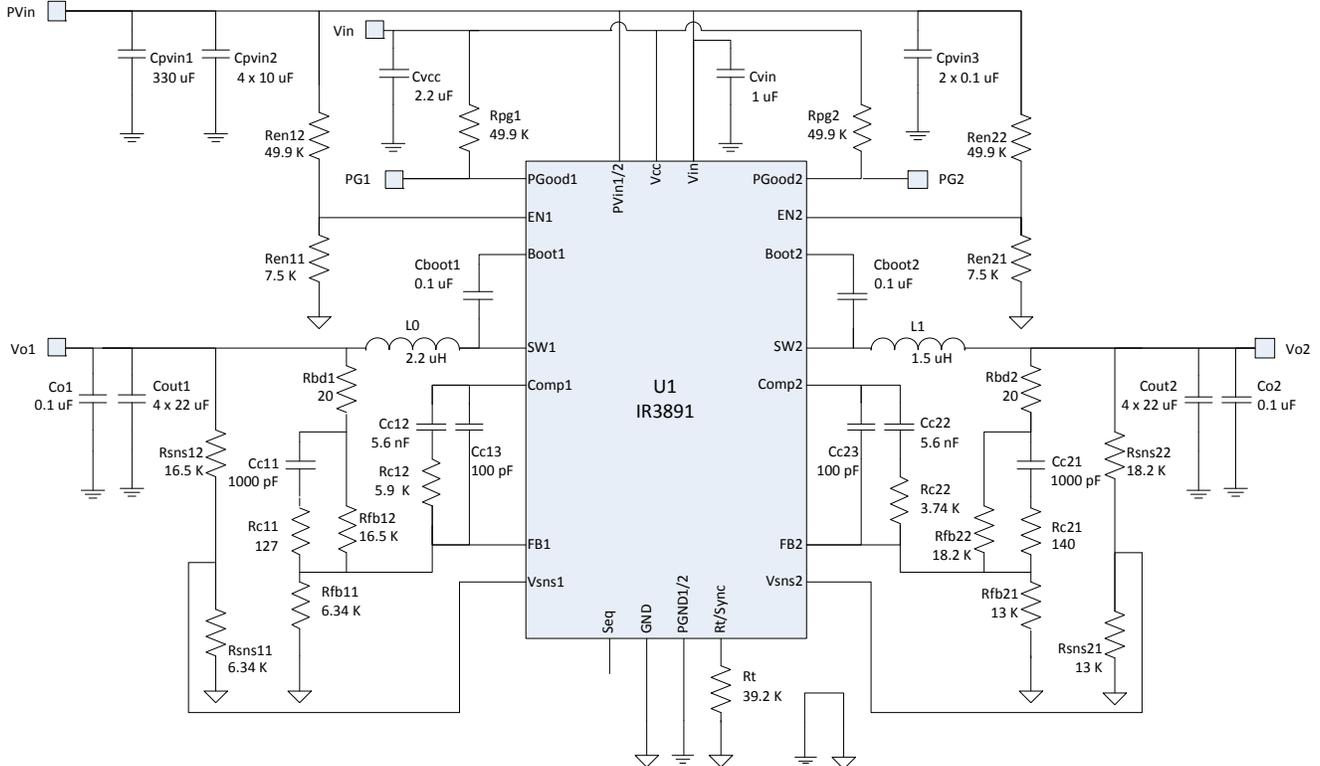 PVin
Vin
Cpvin1
330 uF
Cpvin2
4 x 10 uF
Cvcc
2.2 uF
Cvin
1 uF
Cpvin3
2 x 0.1 uF
Ren12
49.9 K
Rpg1
49.9 K
Rpg2
49.9 K
Ren22
49.9 K
PG1
PGood1
PVin1/2
Vcc
Vin
PGood2
PG2
EN1
EN2
Ren11
7.5 K
Cboot1
0.1 uF
Boot1
Boot2
Cboot2
0.1 uF
Ren21
7.5 K
Vo1
L0
2.2 uH
SW1
SW2
L1
1.5 uH
Vo2
Co1
0.1 uF
Cout1
4 x 22 uF
Rbd1
20
Comp1
U1
IR3891
Comp2
Rbd2
20
Cout2
4 x 22 uF
Co2
0.1 uF
Rsns12
16.5 K
Cc11
1000 pF
Cc12
5.6 nF
Cc13
100 pF
Cc23
100 pF
Cc22
5.6 nF
Cc21
1000 pF
Rsns22
18.2 K
Rc12
5.9 K
Rc22
3.74 K
Rc11
127
Rfb12
16.5 K
FB1
FB2
Rfb22
18.2 K
Rc21
140
Vsns1
Vsns2
Rfb11
6.34 K
Rfb21
13 K
Rsns11
6.34 K
Seq
GND
PGND1/2
Rt/Sync
Rsns21
13 K
Rt
39.2 K